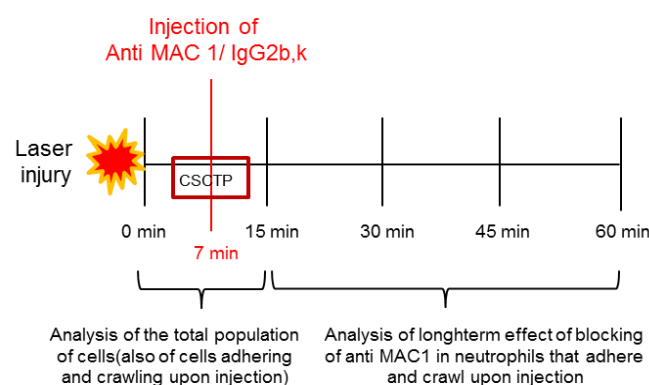 Injection of
Anti MAC 1/ IgG2b,k
Laser
injury
CSCTP
0 min
15 min
30 min
45 min
60 min
7 min
Analysis of the total population
of cells(also of cells adhering
and crawling upon injection)
Analysis of longhterm effect of blocking
of anti MAC1 in neutrophils that adhere
and crawl upon injection